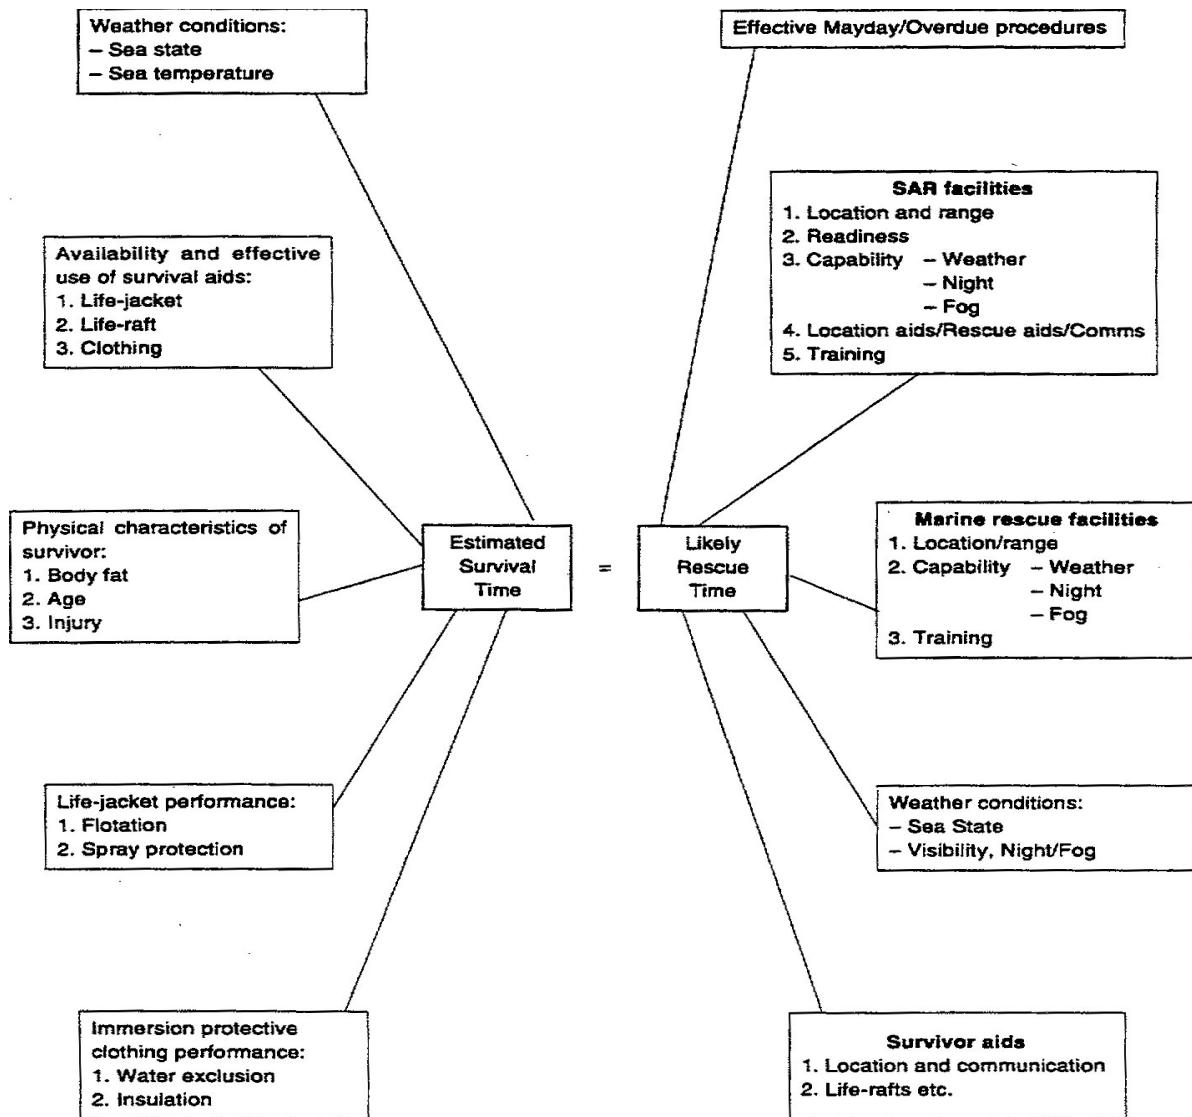 Weather conditions:
– Sea state
– Sea temperature
Availability and effective
use of survival aids:
1. Life-jacket
2. Life-raft
3. Clothing
Physical characteristics of
survivor:
1. Body fat
2. Age
3. Injury
Life-jacket performance:
1. Flotation
2. Spray protection
Immersion protective
clothing performance:
1. Water exclusion
2. Insulation
Estimated
Survival
Time
=
Likely
Rescue
Time
Effective Mayday/Overdue procedures
SAR facilities
1. Location and range
2. Readiness
3. Capability – Weather
– Night
– Fog
4. Location aids/Rescue aids/Comms
5. Training
Marine rescue facilities
1. Location/range
2. Capability – Weather
– Night
– Fog
3. Training
Weather conditions:
– Sea State
– Visibility, Night/Fog
Survivor aids
1. Location and communication
2. Life-rafts etc.